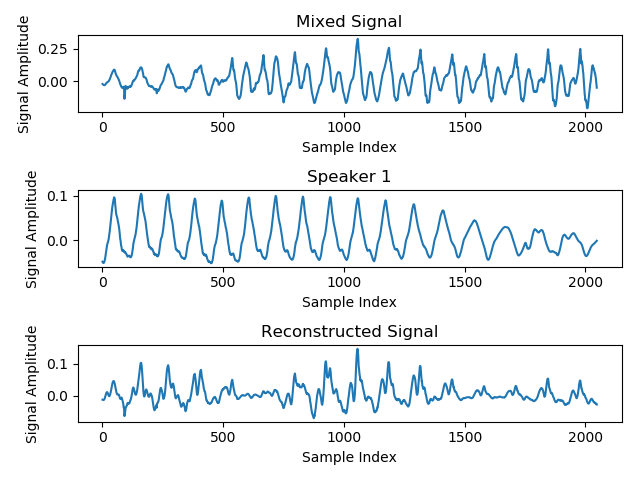 Mixed Signal
Signal Amplitude
0.25
0.00
0 500 1000 1500 2000
Sample Index
Speaker 1
Signal Amplitude
0.1
0.0
0 500 1000 1500 2000
Sample Index
Reconstructed Signal
Signal Amplitude
0.1
0.0
0 500 1000 1500 2000
Sample Index